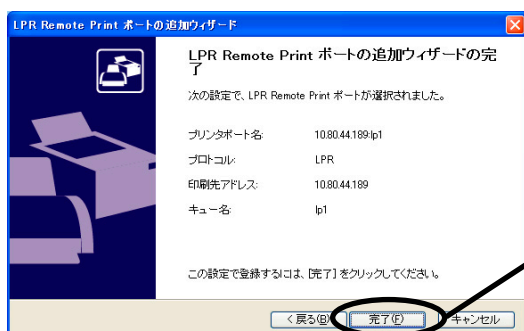 LPR Remote Print ポートの追加ウィザード
LPR Remote Print ポートの追加ウィザードの完
了
次の設定で、LPR Remote Print ポートが選択されました。
プリンタポート名: 10.80.44.189:lp1
プロトコル: LPR
印刷先アドレス: 10.80.44.189
キュー名: lp1
この設定で登録するには、[完了] をクリックしてください。
< 戻る(B) 完了(F) キャンセル